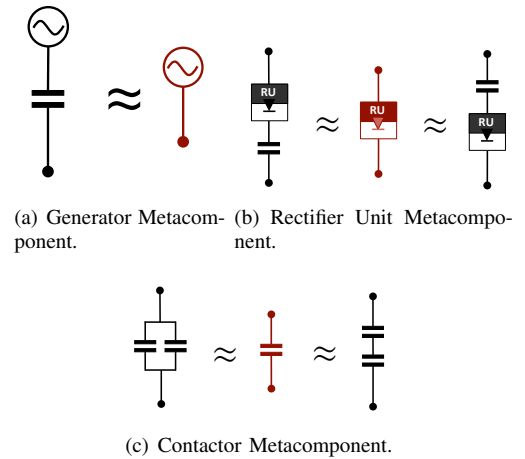 RU
RU
RU
≈
≈
≈
(a) Generator Metacom-
ponent.
(b) Rectifier Unit Metacompo-
nent.
≈
≈
(c) Contactor Metacomponent.